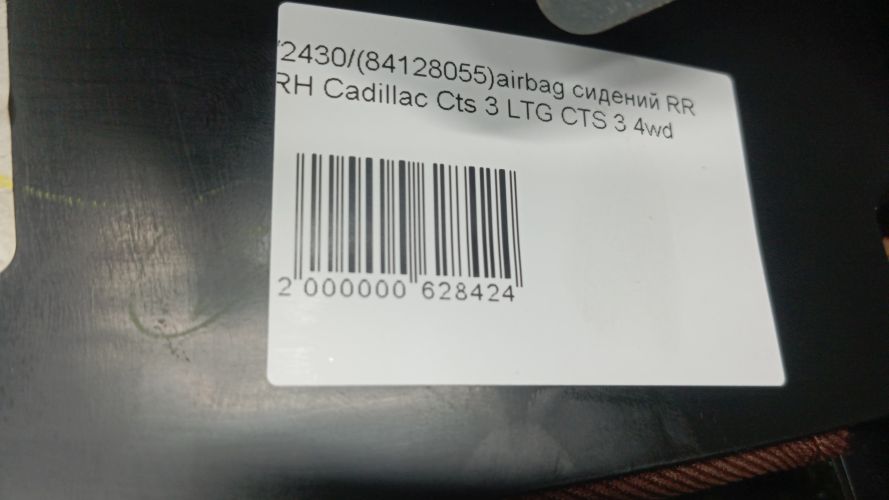 2430/(84128055)airbag сидений RR
RH Cadillac Cts 3 LTG CTS 3 4wd
2 000000 628424